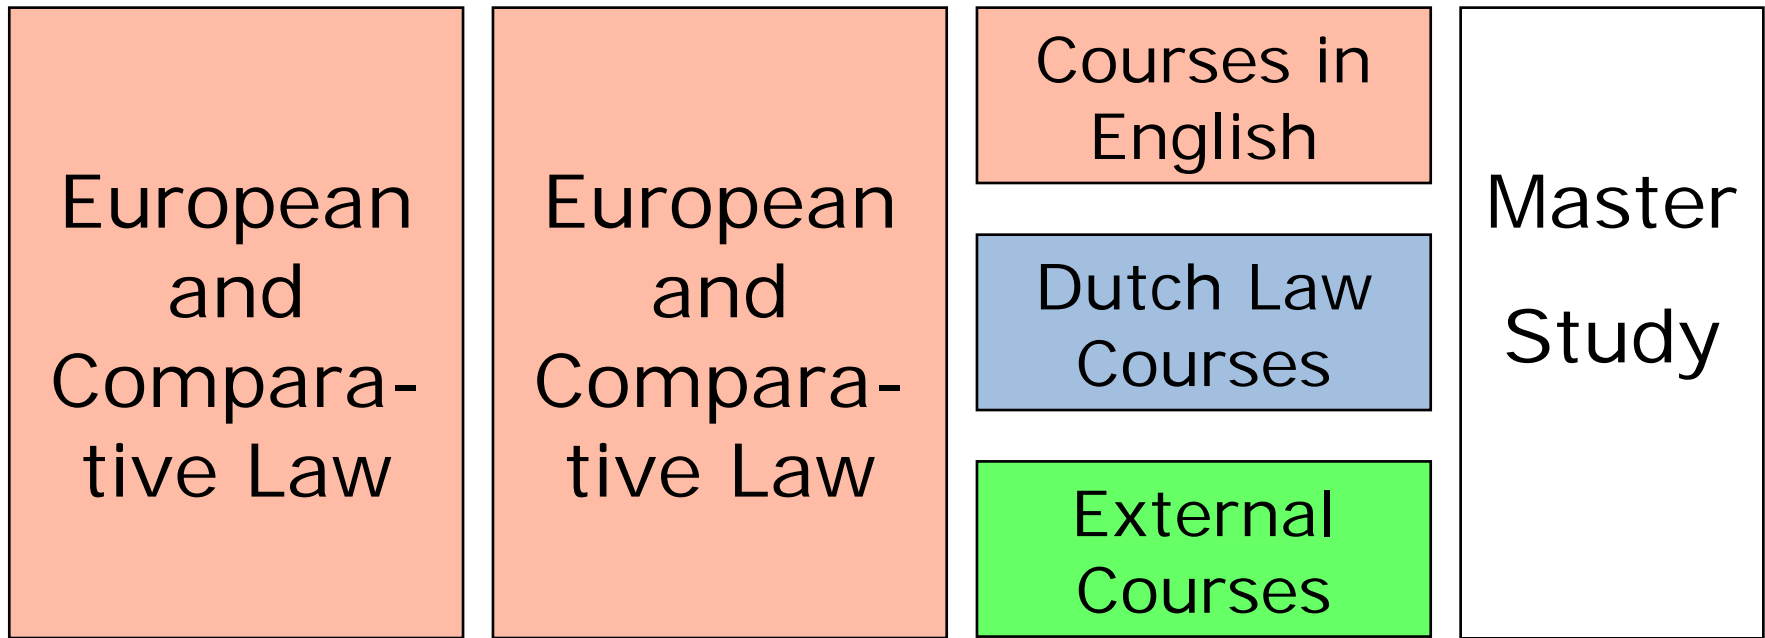 European
and
Compara-
tive Law
European
and
Compara-
tive Law
Courses in
English
Dutch Law
Courses
External
Courses
Master
Study